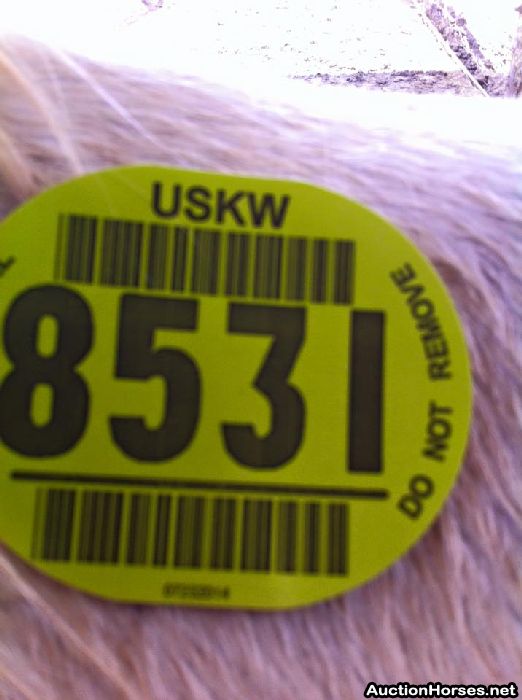 USKW
8531
DO NOT REMOVE
AuctionHorses.net